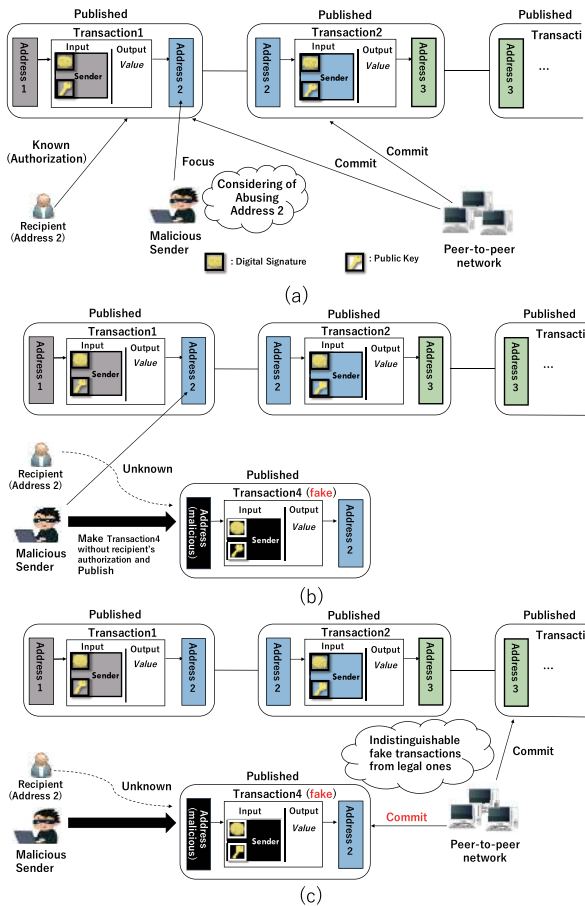 Published
Published
Published
Transaction1
Transaction2
Transacti
Address 1
Input
Output
Value
Sender
Address 2
Address 2
Input
Output
Value
Sender
Address 3
Address 3
...
Known
(Authorization)
Focus
Commit
Commit
Considering of
Abusing
Address 2
Recipient
(Address 2)
Malicious
Sender
Peer-to-peer
network
: Digital Signature
: Public Key
(a)
Published
Published
Published
Transaction1
Transaction2
Transacti
Address 1
Input
Output
Value
Sender
Address 2
Address 2
Input
Output
Value
Sender
Address 3
Address 3
...
Recipient
(Address 2)
Unknown
Malicious
Sender
Make Transaction4
without recipient's
authorization and
Publish
Published
Transaction4 (fake)
Address
(malicious)
Input
Output
Value
Sender
Address 2
(b)
Published
Published
Published
Transaction1
Transaction2
Transacti
Address 1
Input
Output
Value
Sender
Address 2
Address 2
Input
Output
Value
Sender
Address 3
Address 3
...
Indistinguishable
fake transactions
from legal ones
Commit
Recipient
(Address 2)
Unknown
Malicious
Sender
Published
Transaction4 (fake)
Address
(malicious)
Input
Output
Value
Sender
Address 2
Commit
Peer-to-peer
network
(c)